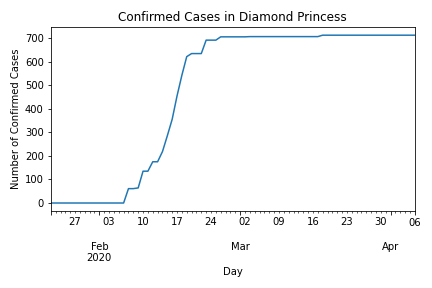 Confirmed Cases in Diamond Princess
Number of Confirmed Cases
700
600
500
400
300
200
100
0
27 03 10 17 24 02 09 16 23 30 06
Feb Mar Apr
2020
Day